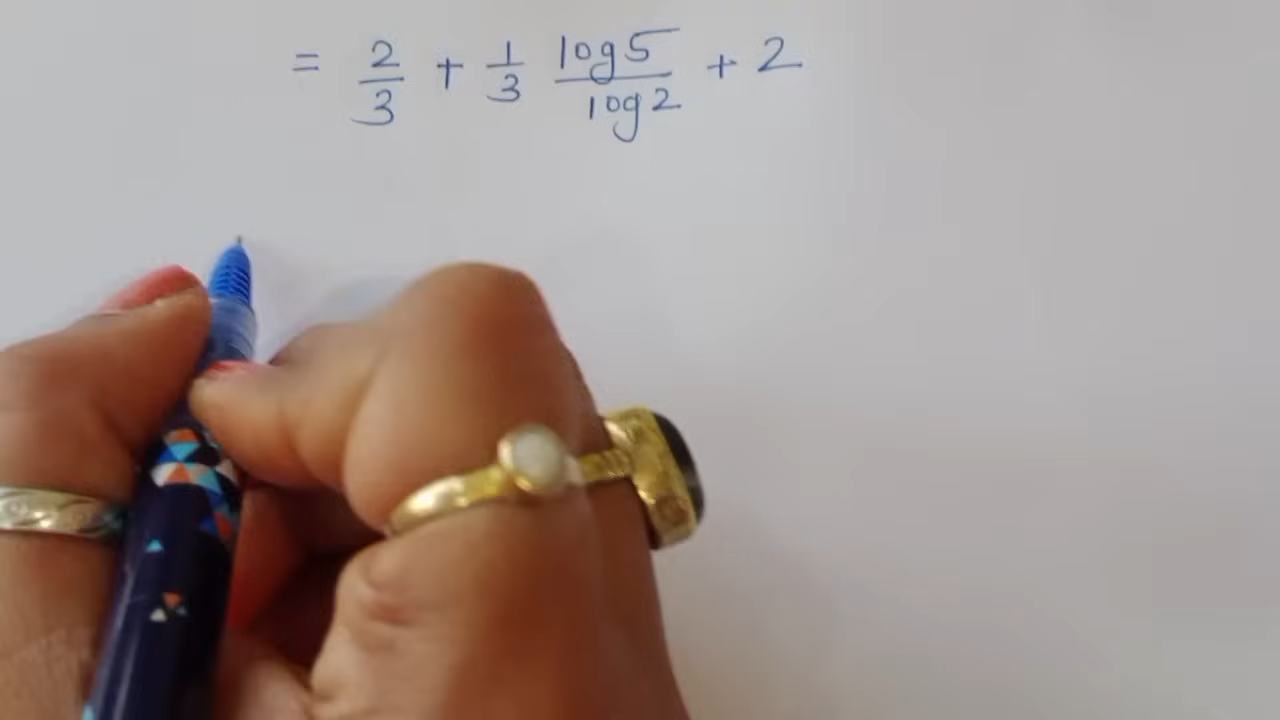 = 2/3 + 1/3 log5/log2 + 2